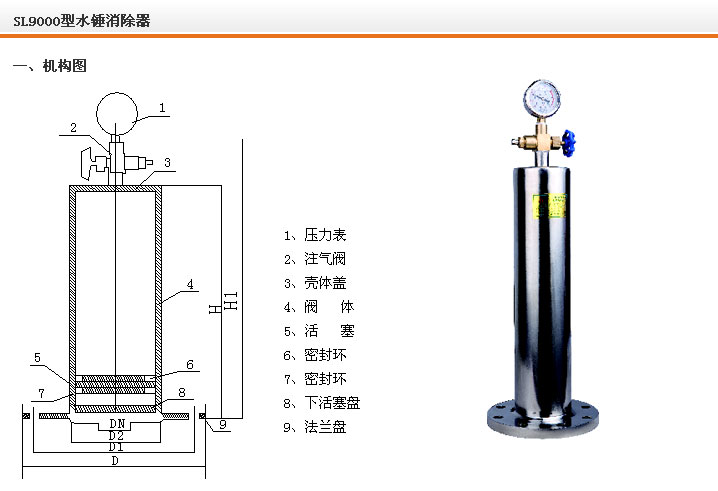 SL9000型水锤消除器
一、机构图
1
2
3
4
5
6
7
8
9
H
H1
DN
D2
D1
D
1、压力表
2、注气阀
3、壳体盖
4、阀 体
5、活 塞
6、密封环
7、密封环
8、下活塞盘
9、法兰盘